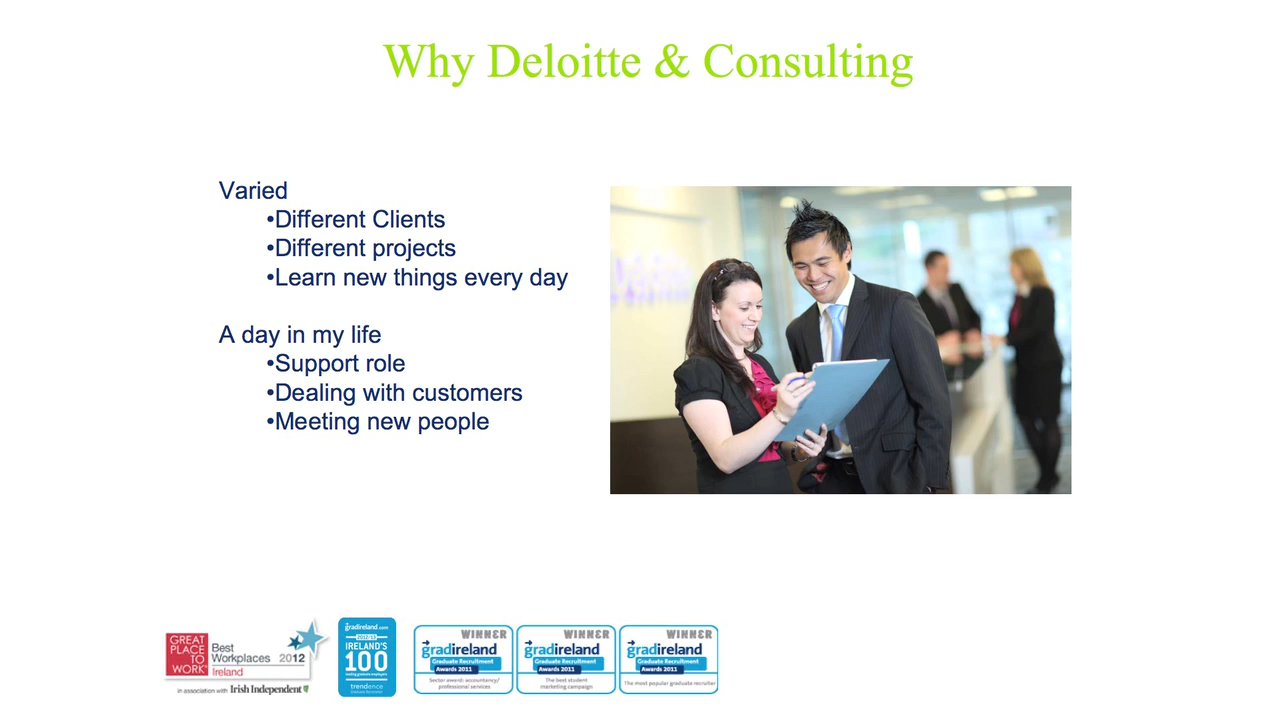 Why Deloitte & Consulting
Varied
•Different Clients
•Different projects
•Learn new things every day
A day in my life
•Support role
•Dealing with customers
•Meeting new people
GREAT
PLACE
TO
WORK
Best
Workplaces 2012
Ireland
in association with Irish Independent
gradireland.com
2012/13
IRELAND'S
100
leading graduate employers
trendence
WINNER
gradireland
Graduate Recruitment
Awards 2011
Sector award: accountancy/
professional services
WINNER
gradireland
Graduate Recruitment
Awards 2011
The best student
marketing campaign
WINNER
gradireland
Graduate Recruitment
Awards 2011
The most popular graduate recruiter